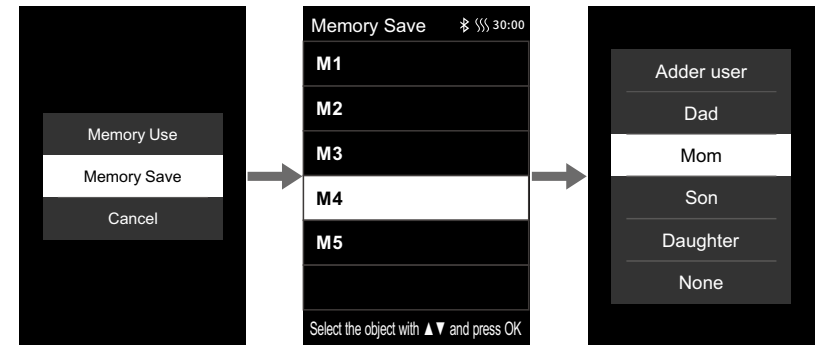 Memory Use
Memory Save
Cancel
Memory Save 30:00
M1
M2
M3
M4
M5
Select the object with ▲▼ and press OK
Adder user
Dad
Mom
Son
Daughter
None